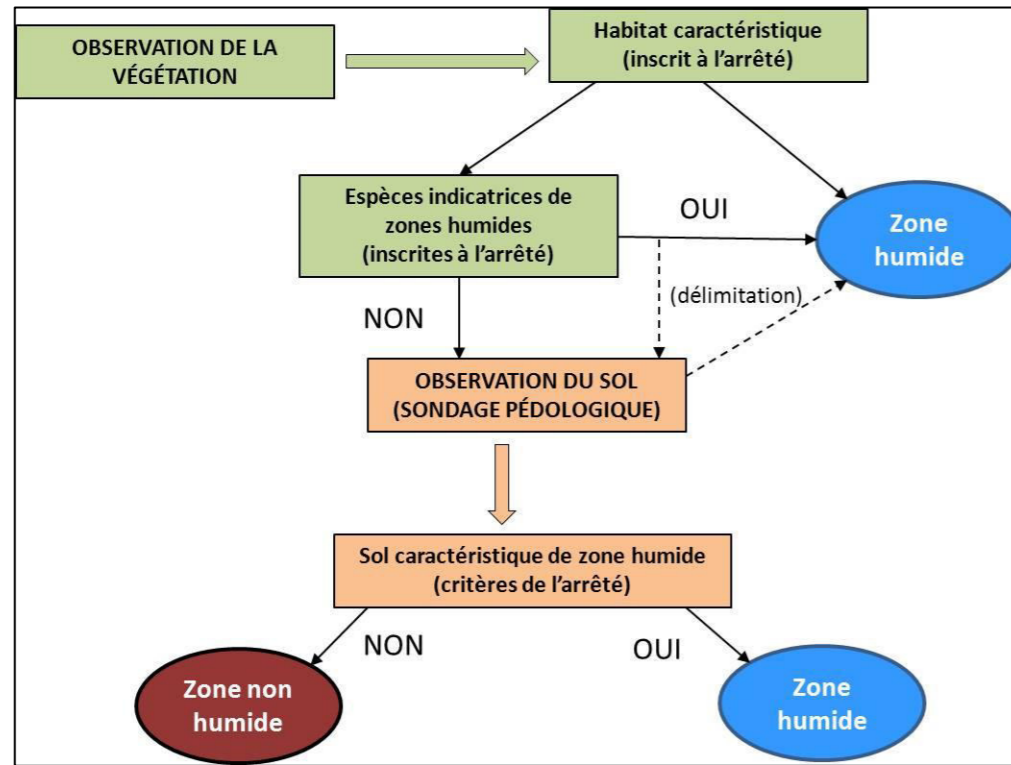 OBSERVATION DE LA
VÉGÉTATION
Habitat caractéristique
(inscrit à l'arrêté)
Espèces indicatrices de
zones humides
(inscrites à l'arrêté)
OUI
Zone
humide
(délimitation)
NON
OBSERVATION DU SOL
(SONDAGE PÉDOLOGIQUE)
Sol caractéristique de zone humide
(critères de l'arrêté)
NON
OUI
Zone non
humide
Zone
humide